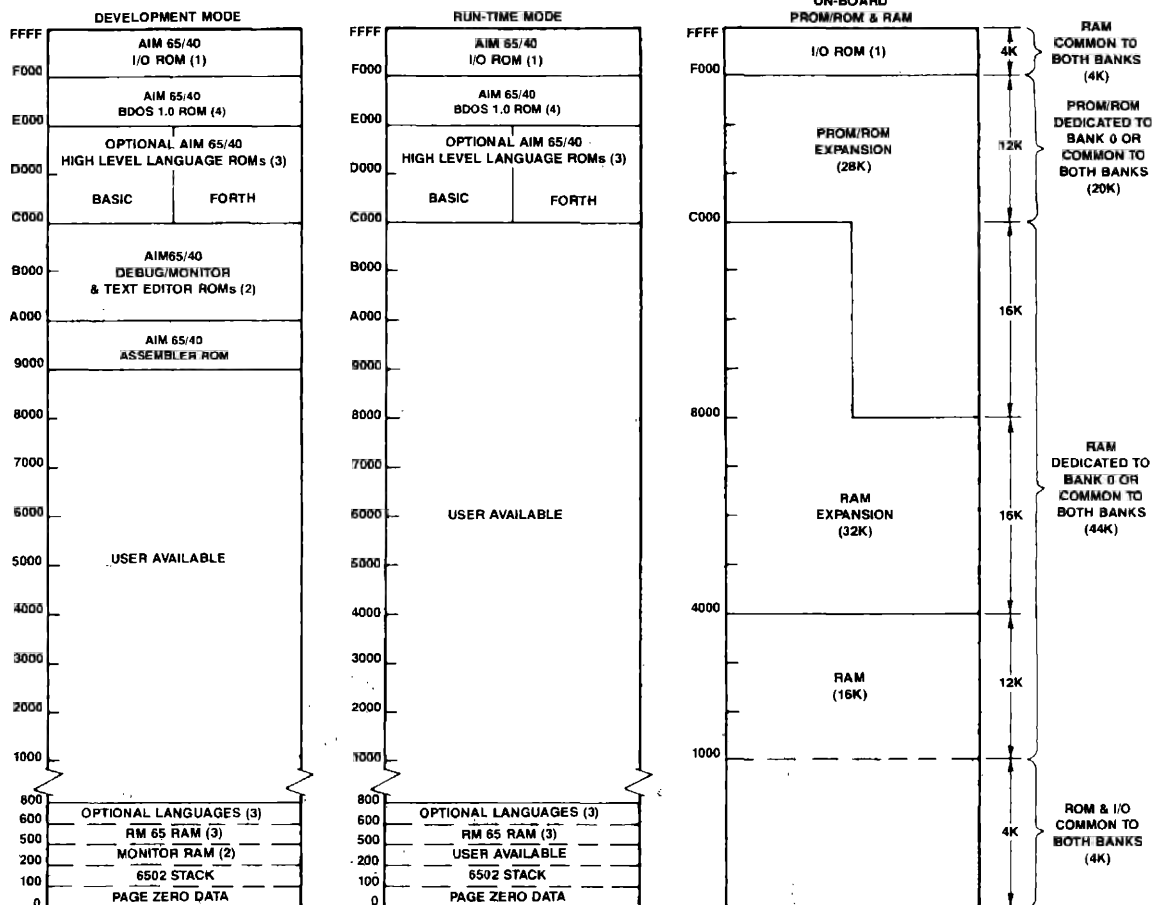 DEVELOPMENT MODE
FFFF
AIM 65/40
I/O ROM (1)
F000
AIM 65/40
BDOS 1.0 ROM (4)
E000
OPTIONAL AIM 65/40
HIGH LEVEL LANGUAGE ROMs (3)
D000
BASIC
FORTH
C000
AIM65/40
DEBUG/MONITOR
& TEXT EDITOR ROMs (2)
B000
A000
AIM 65/40
ASSEMBLER ROM
9000
8000
7000
6000
USER AVAILABLE
5000
4000
3000
2000
1000
800
OPTIONAL LANGUAGES (3)
600
RM 65 RAM (3)
500
MONITOR RAM (2)
200
6502 STACK
100
PAGE ZERO DATA
0
RUN-TIME MODE
FFFF
AIM 65/40
I/O ROM (1)
F000
AIM 65/40
BDOS 1.0 ROM (4)
E000
OPTIONAL AIM 65/40
HIGH LEVEL LANGUAGE ROMs (3)
D000
BASIC
FORTH
C000
B000
A000
9000
8000
7000
6000
USER AVAILABLE
5000
4000
3000
2000
1000
800
OPTIONAL LANGUAGES (3)
600
RM 65 RAM (3)
500
USER AVAILABLE
200
6502 STACK
100
PAGE ZERO DATA
0
ON-BOARD
PROM/ROM & RAM
FFFF
I/O ROM (1)
F000
PROM/ROM
EXPANSION
(28K)
C000
8000
RAM
EXPANSION
(32K)
4000
RAM
(16K)
1000
4K
12K
16K
16K
12K
4K
RAM
COMMON TO
BOTH BANKS
(4K)
PROM/ROM
DEDICATED TO
BANK 0 OR
COMMON TO
BOTH BANKS
(20K)
RAM
DEDICATED TO
BANK 0 OR
COMMON TO
BOTH BANKS
(44K)
ROM & I/O
COMMON TO
BOTH BANKS
(4K)